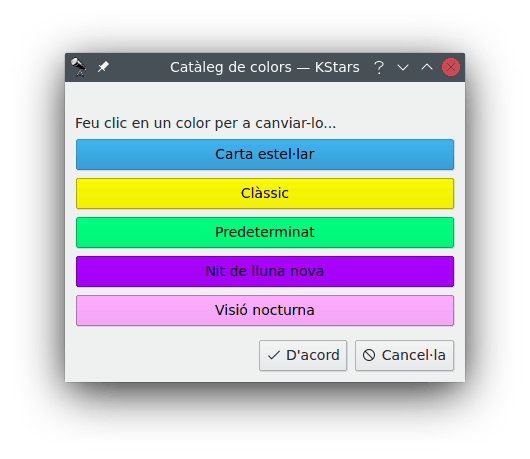 Catàleg de colors — KStars
Feu clic en un color per a canviar-lo...
Carta estel·lar
Clàssic
Predeterminat
Nit de lluna nova
Visió nocturna
D'acord
Cancel·la